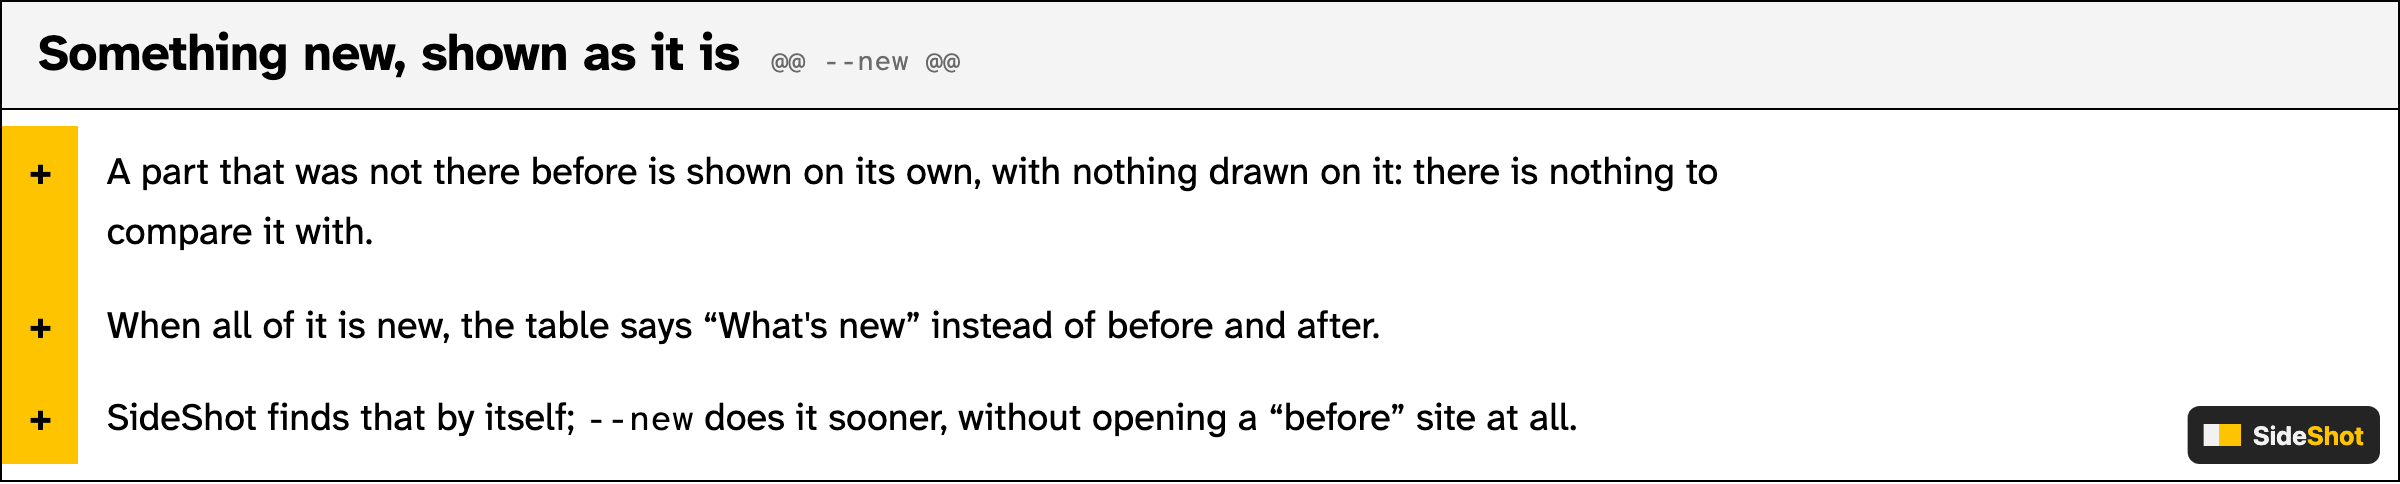 Something new, shown as it is @@ --new @@
+ A part that was not there before is shown on its own, with nothing drawn on it: there is nothing to
compare it with.
+ When all of it is new, the table says “What's new” instead of before and after.
+ SideShot finds that by itself; --new does it sooner, without opening a “before” site at all.
SideShot